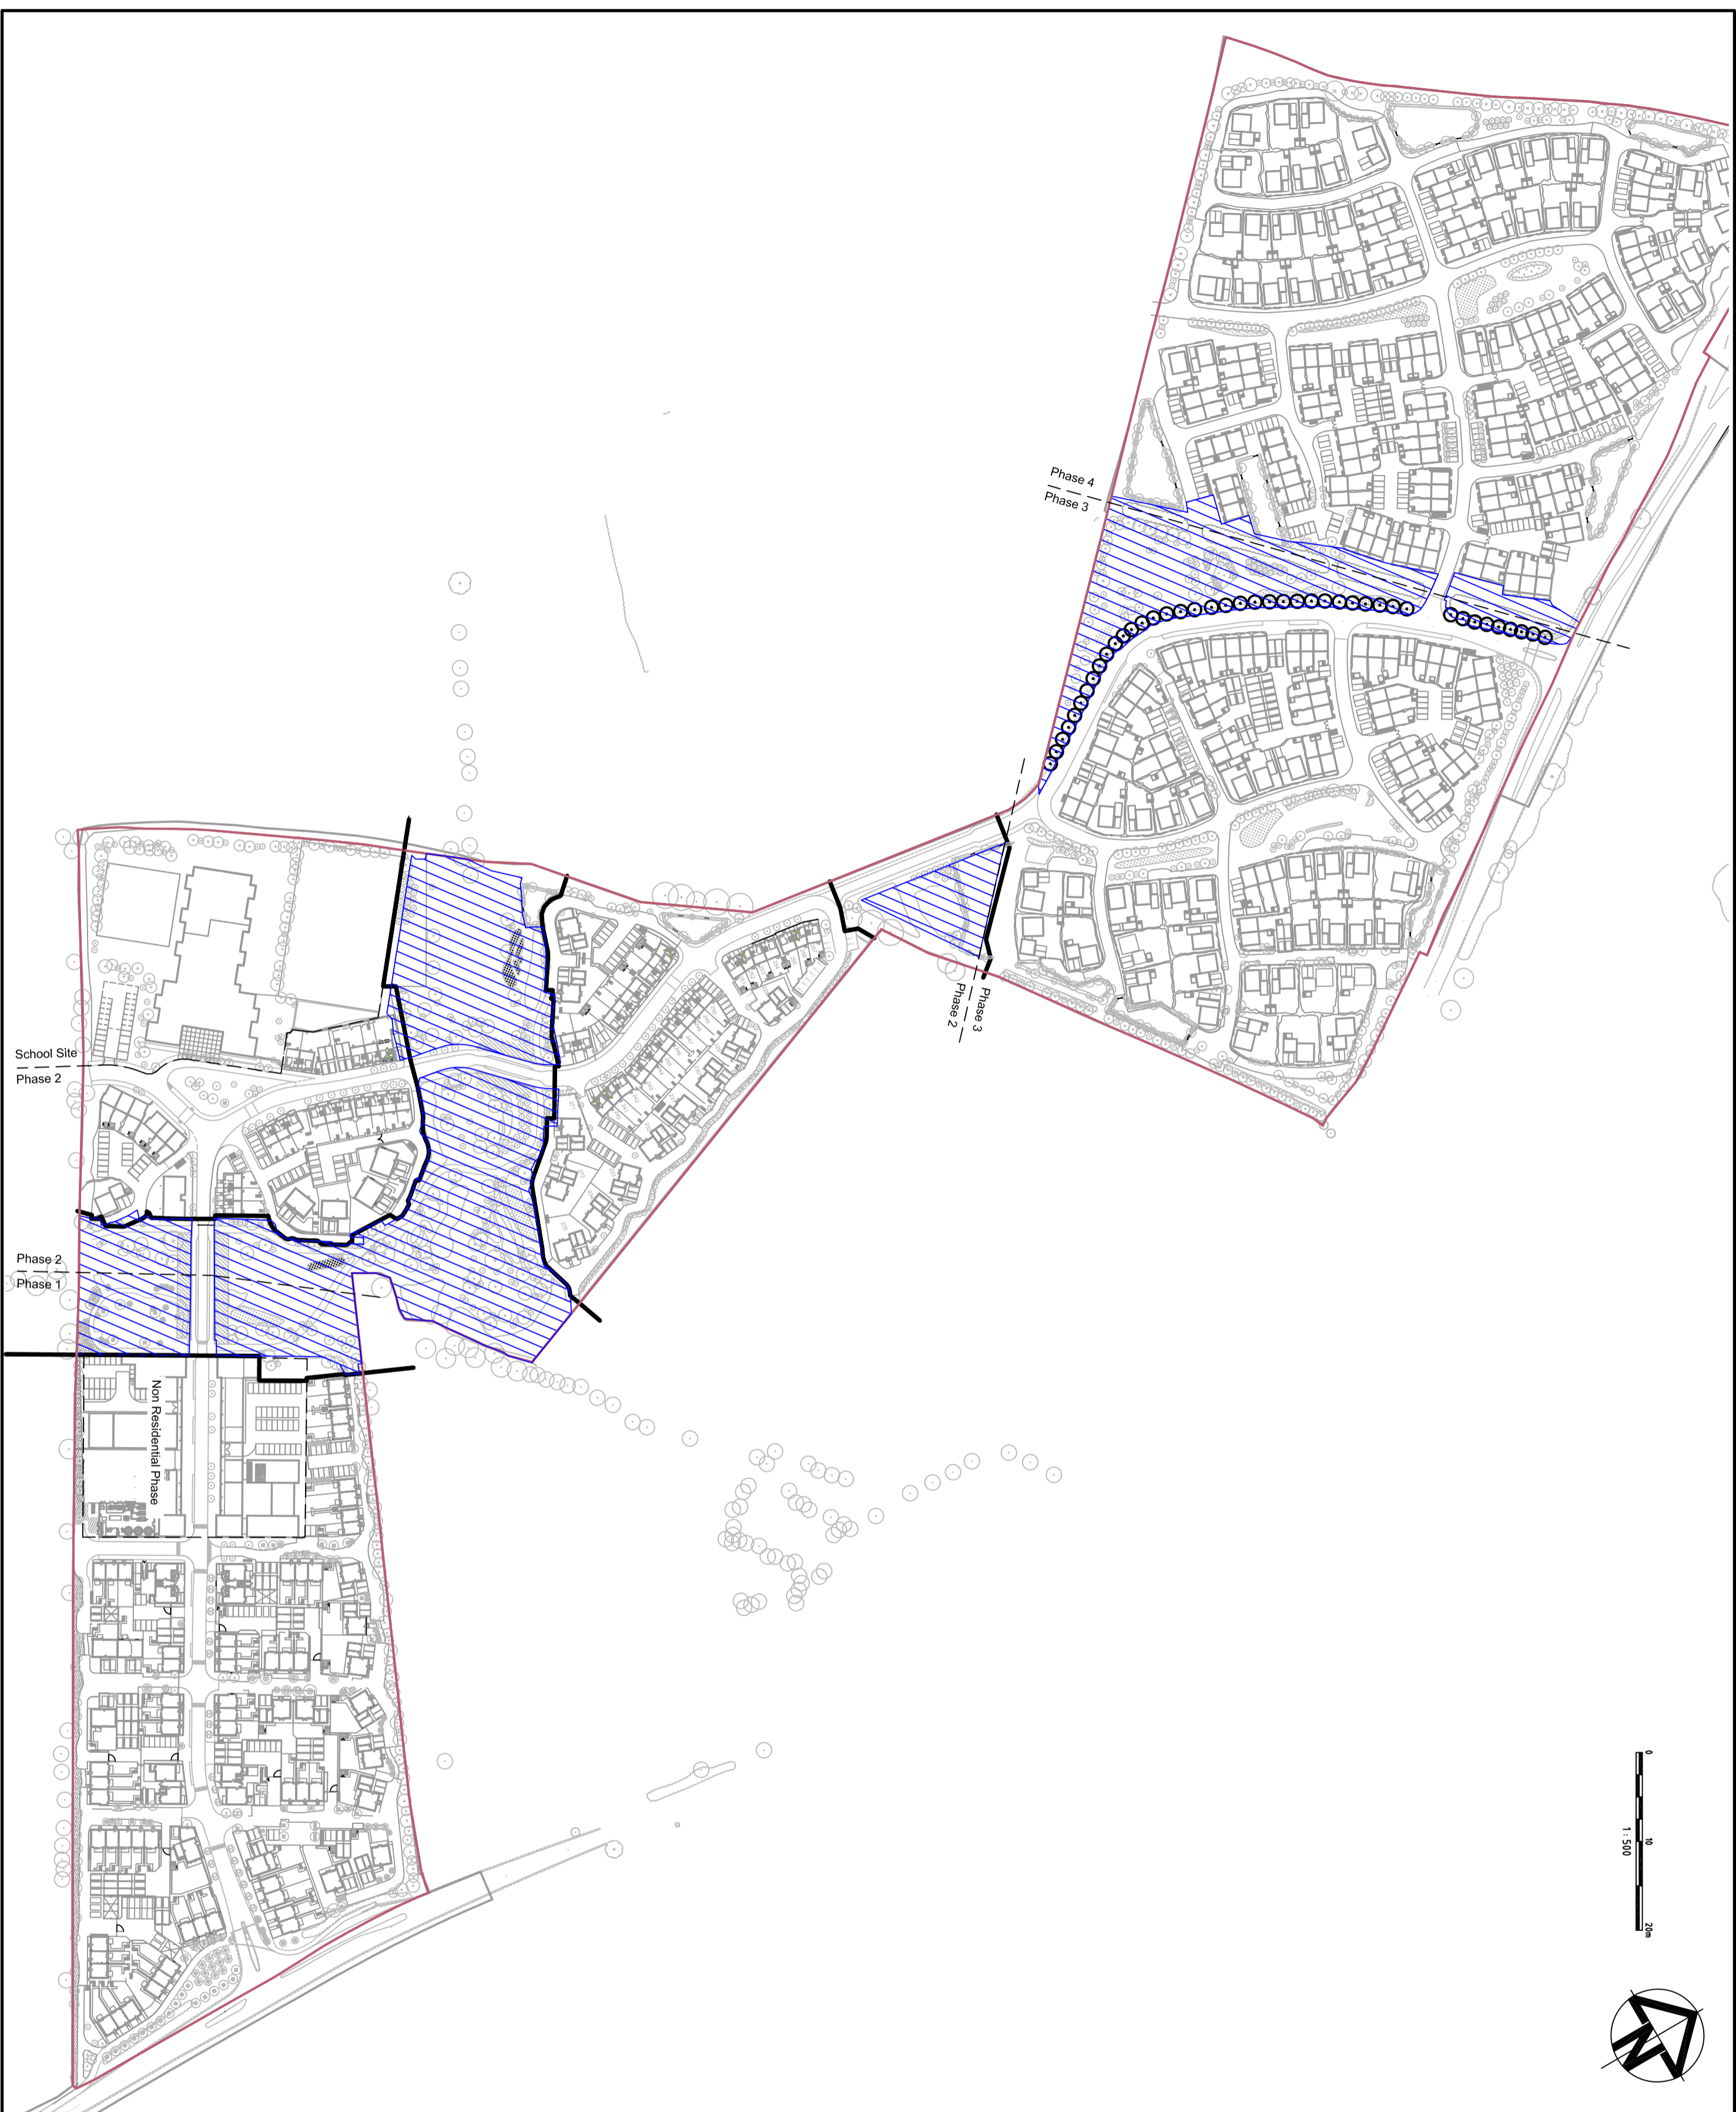 Phase 4
Phase 3
Phase 3
Phase 2
School Site
Phase 2
Phase 2
Phase 1
Non Residential Phase
0
10
20m
1:500
N